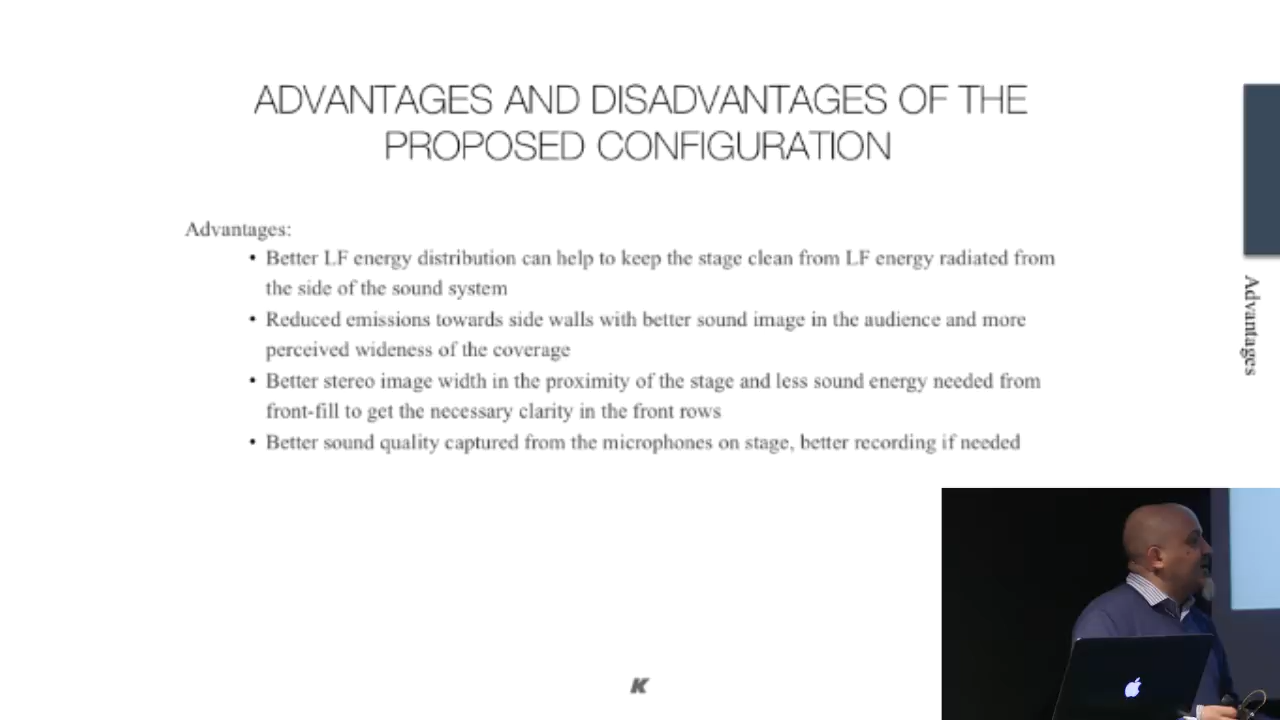 ADVANTAGES AND DISADVANTAGES OF THE
PROPOSED CONFIGURATION
Advantages:
• Better LF energy distribution can help to keep the stage clean from LF energy radiated from
the side of the sound system
• Reduced emissions towards side walls with better sound image in the audience and more
perceived wideness of the coverage
• Better stereo image width in the proximity of the stage and less sound energy needed from
front-fill to get the necessary clarity in the front rows
• Better sound quality captured from the microphones on stage, better recording if needed
Advantages
K